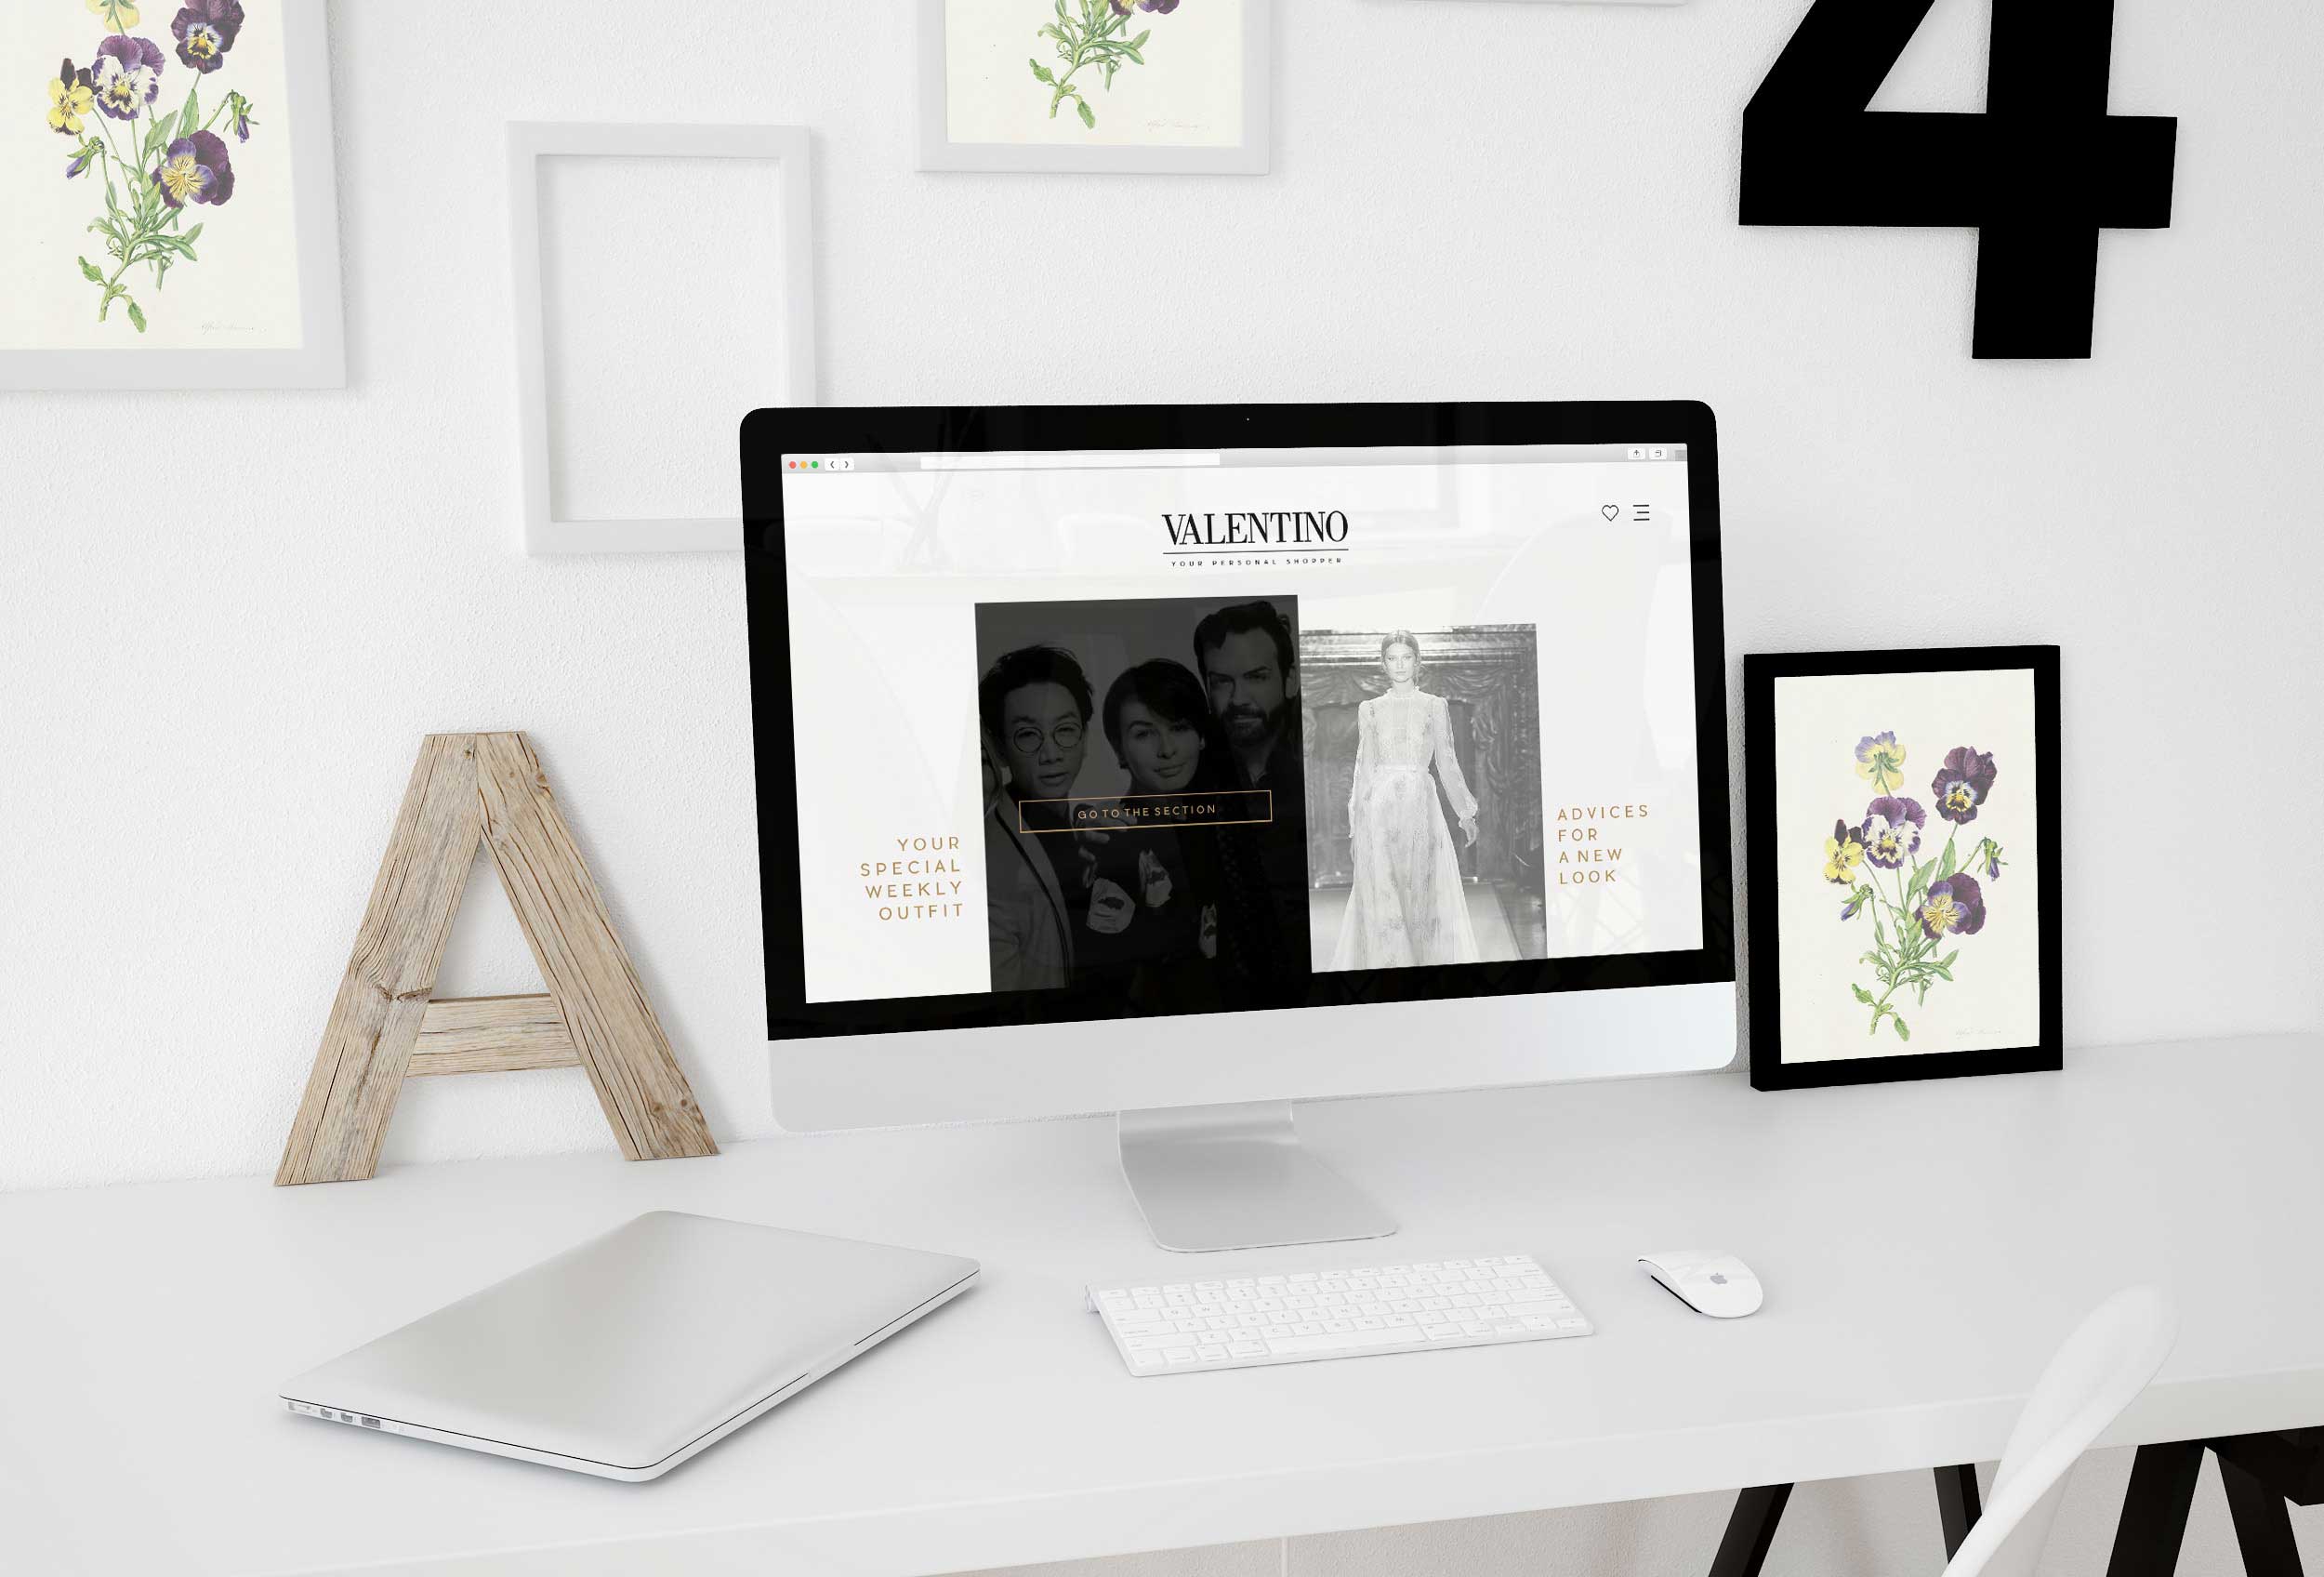 4
VALENTINO
YOUR PERSONAL SHOPPER
GO TO THE SECTION
YOUR
SPECIAL
WEEKLY
OUTFIT
ADVICES
FOR
A NEW
LOOK
A